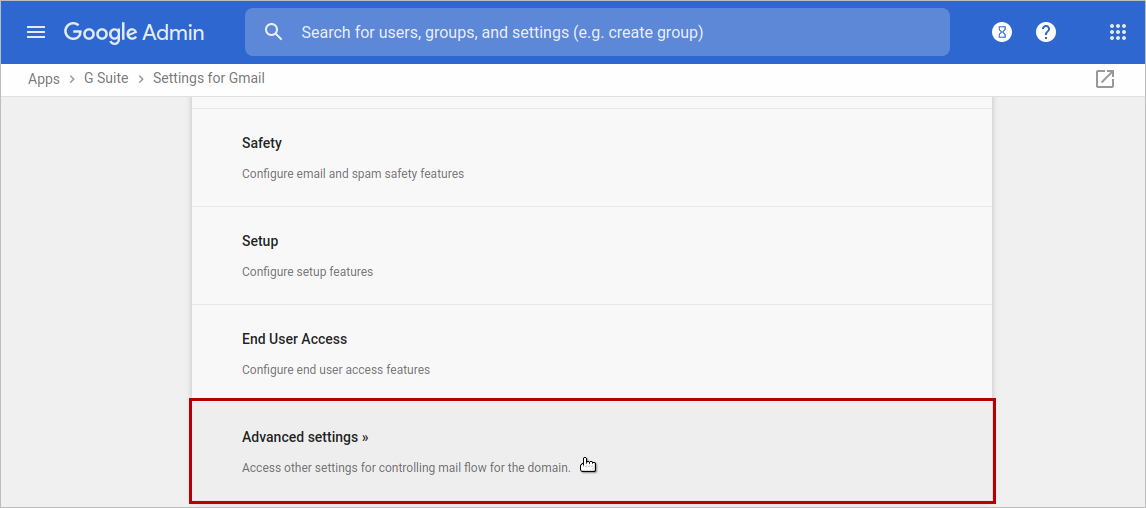 Google Admin
Search for users, groups, and settings (e.g. create group)
?
Apps > G Suite > Settings for Gmail
Safety
Configure email and spam safety features
Setup
Configure setup features
End User Access
Configure end user access features
Advanced settings »
Access other settings for controlling mail flow for the domain.